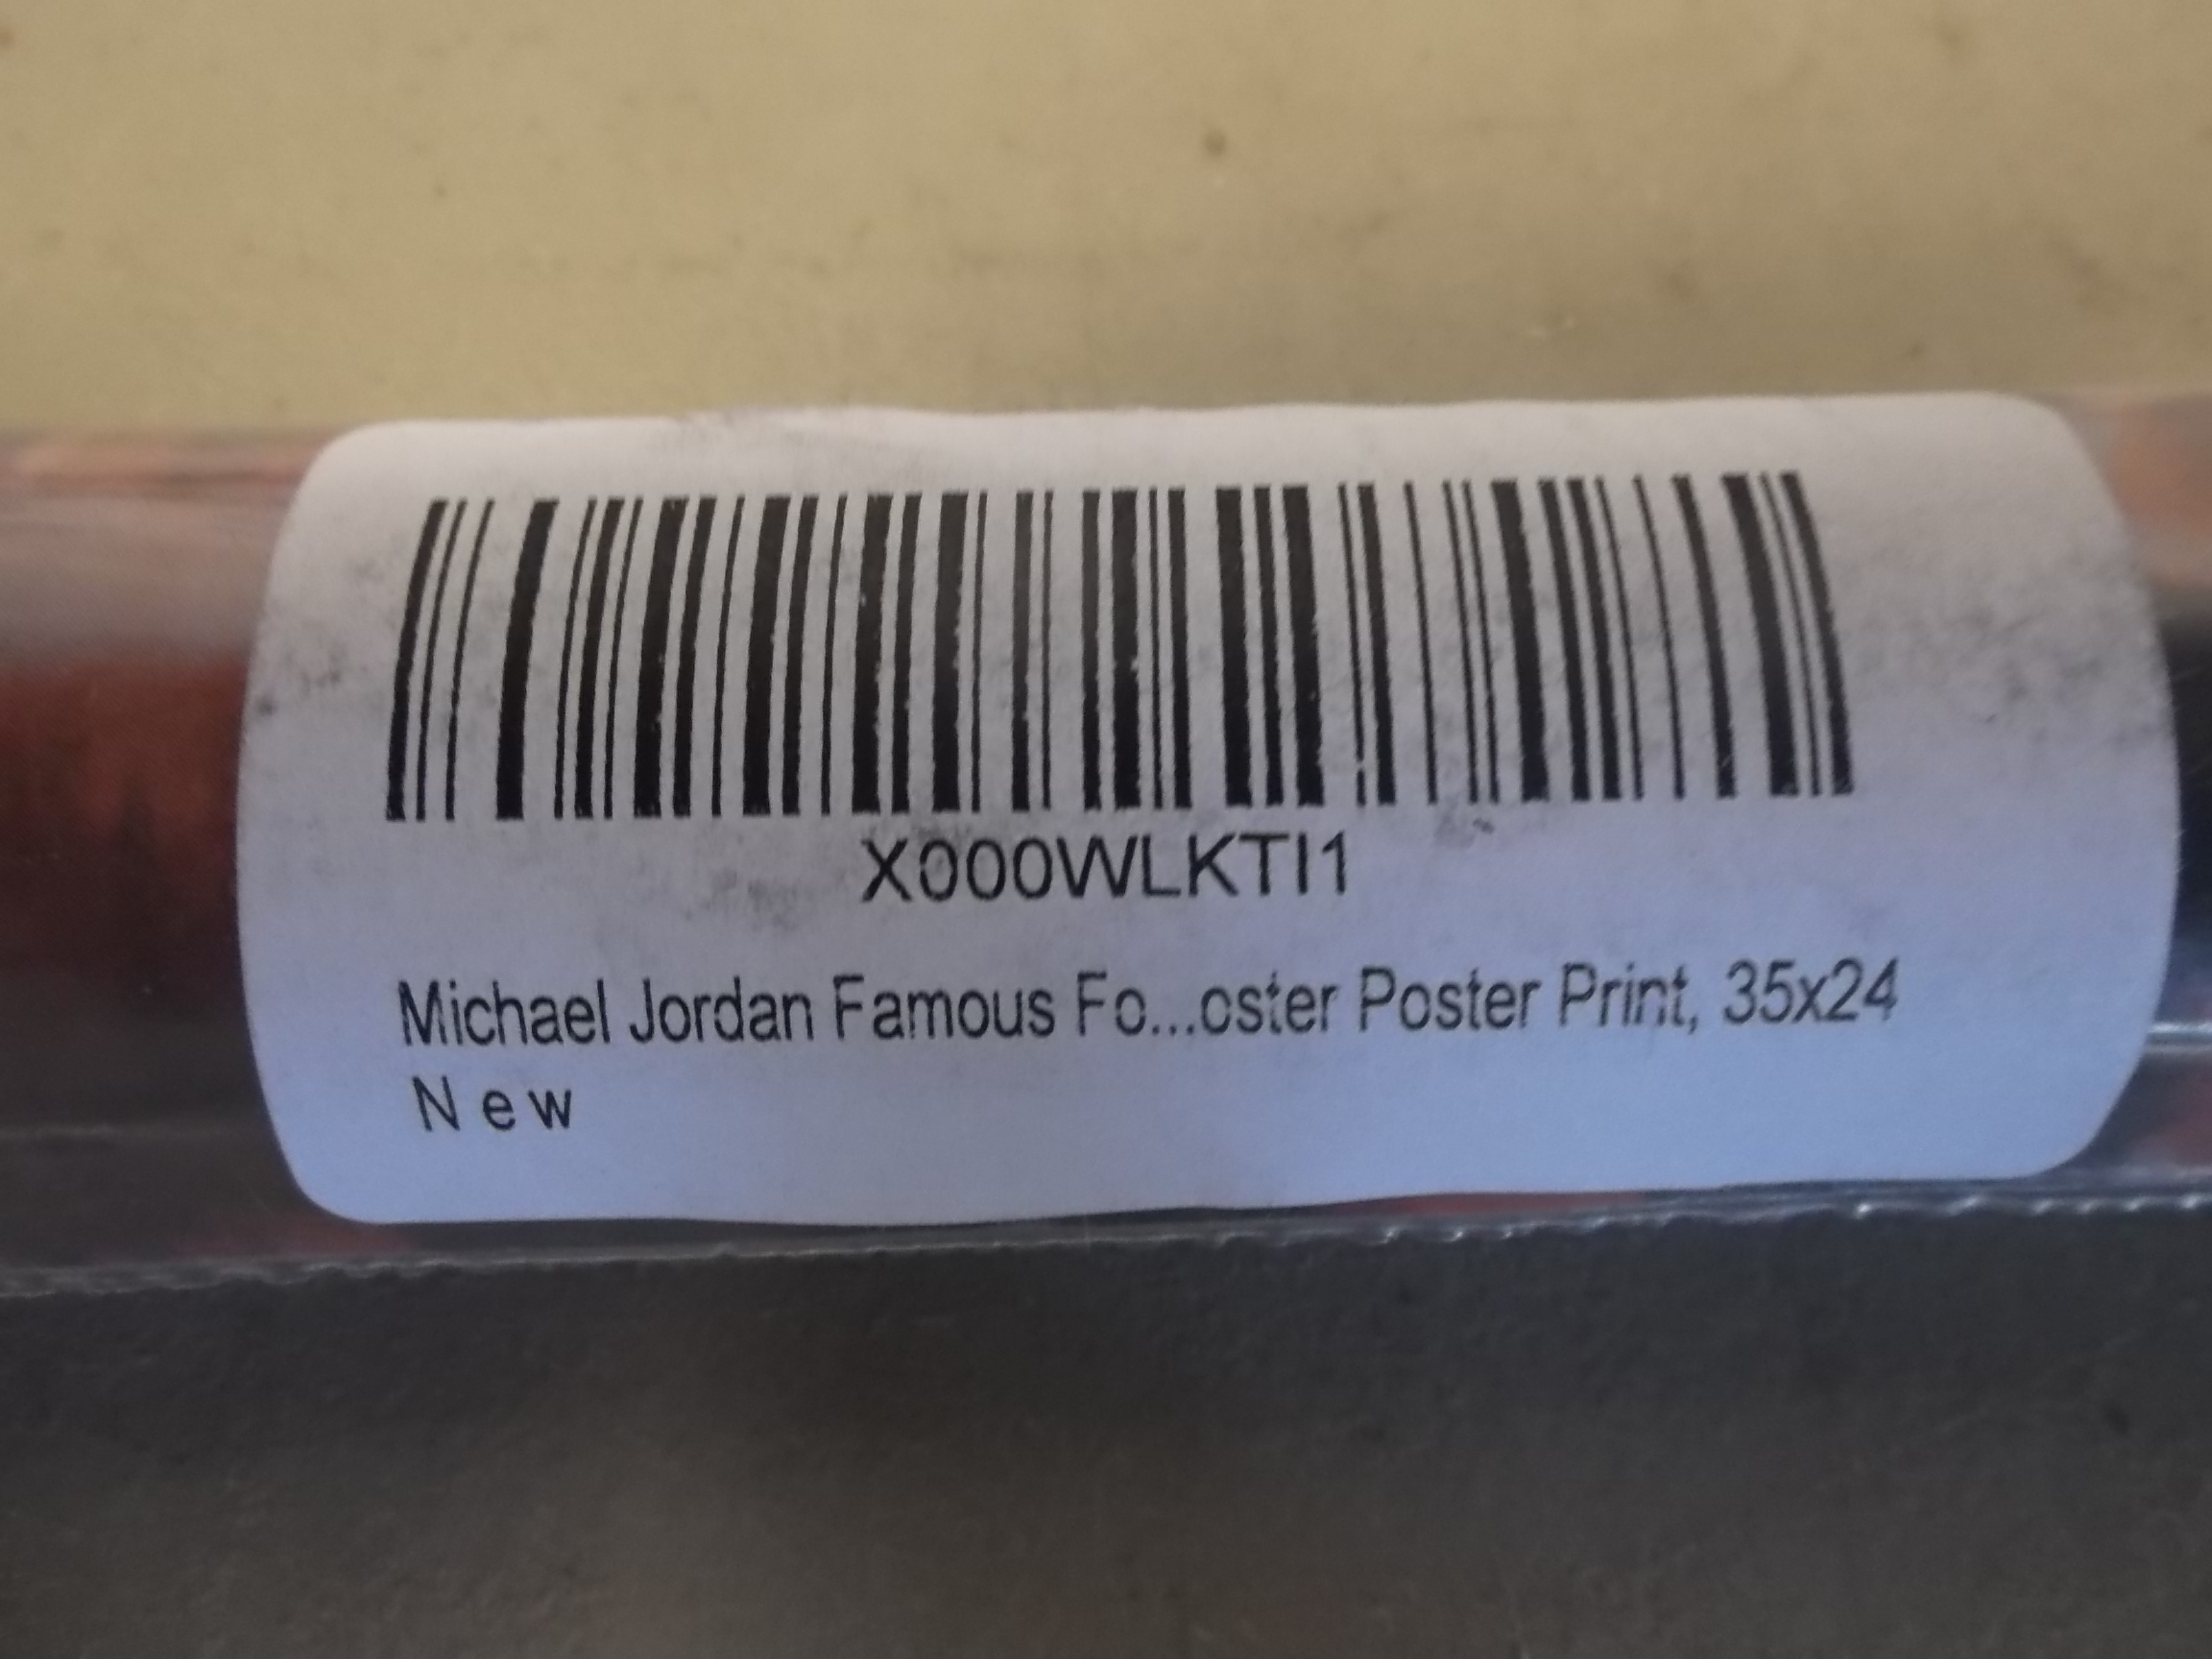 X000WLKTI1
Michael Jordan Famous Fo...oster Poster Print, 35x24
New